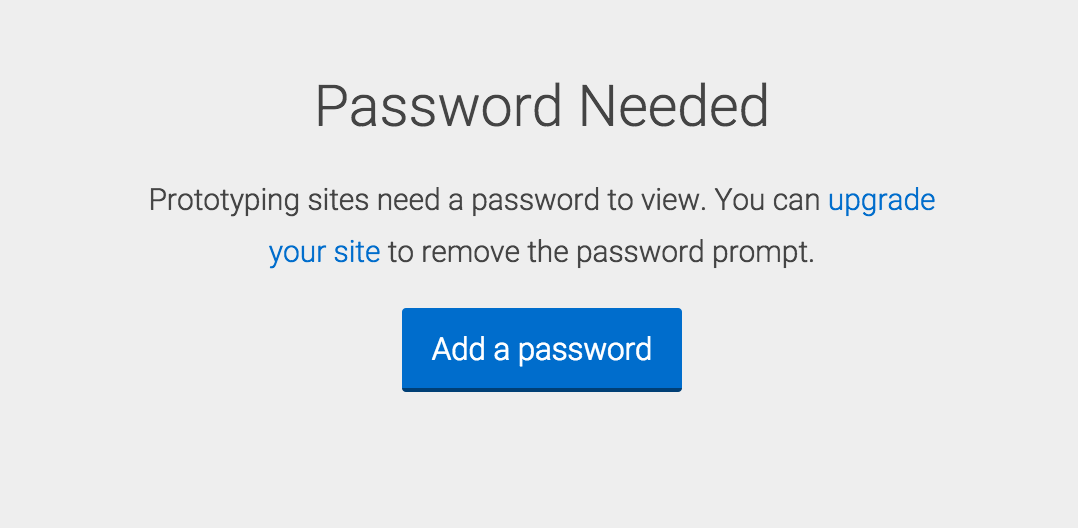 Password Needed
Prototyping sites need a password to view. You can upgrade
your site to remove the password prompt.
Add a password